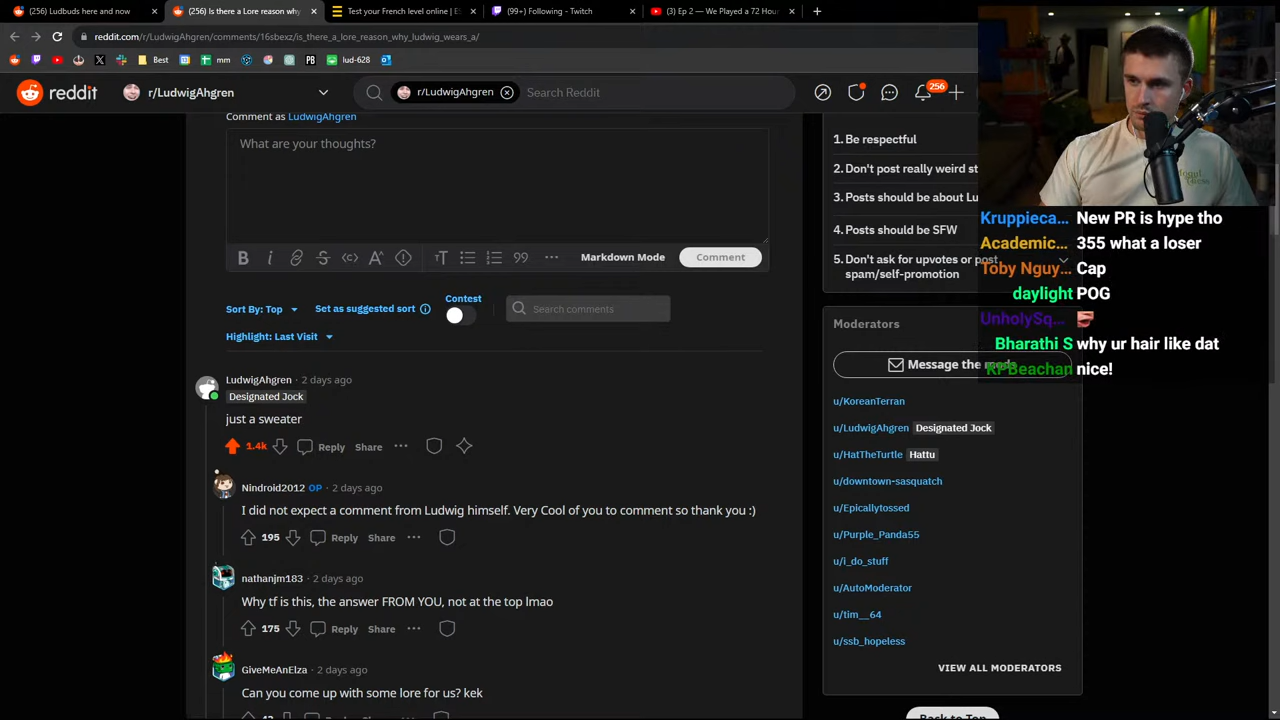 (256) Ludbuds here and now
(256) Is there a Lore reason why
Test your French level online | E
(99+) Following - Twitch
(3) Ep 2 — We Played a 72 Hour
reddit.com/r/LudwigAhgren/comments/16sbexz/is_there_a_lore_reason_why_ludwig_wears_a/
Best
mm
PB
lud-628
reddit
r/LudwigAhgren
r/LudwigAhgren
Search Reddit
256
Comment as LudwigAhgren
What are your thoughts?
Markdown Mode
Comment
Sort By: Top
Set as suggested sort
Contest
Search comments
Highlight: Last Visit
LudwigAhgren · 2 days ago
Designated Jock
just a sweater
1.4k
Reply
Share
Nindroid2012 OP · 2 days ago
I did not expect a comment from Ludwig himself. Very Cool of you to comment so thank you :)
195
Reply
Share
nathanjm183 · 2 days ago
Why tf is this, the answer FROM YOU, not at the top lmao
175
Reply
Share
GiveMeAnElza · 2 days ago
Can you come up with some lore for us? kek
1. Be respectful
2. Don't post really weird st
3. Posts should be about Lu
4. Posts should be SFW
5. Don't ask for upvotes or post
spam/self-promotion
Moderators
Message the mods
u/KoreanTerran
u/LudwigAhgren Designated Jock
u/HatTheTurtle Hattu
u/downtown-sasquatch
u/Epicallytossed
u/Purple_Panda55
u/i_do_stuff
u/AutoModerator
u/tim__64
u/ssb_hopeless
VIEW ALL MODERATORS
Back to Top
Kruppieca... New PR is hype tho
Academic... 355 what a loser
Toby Nguy... Cap
daylight POG
UnholySq...
Bharathi S why ur hair like dat
KPBeachan nice!